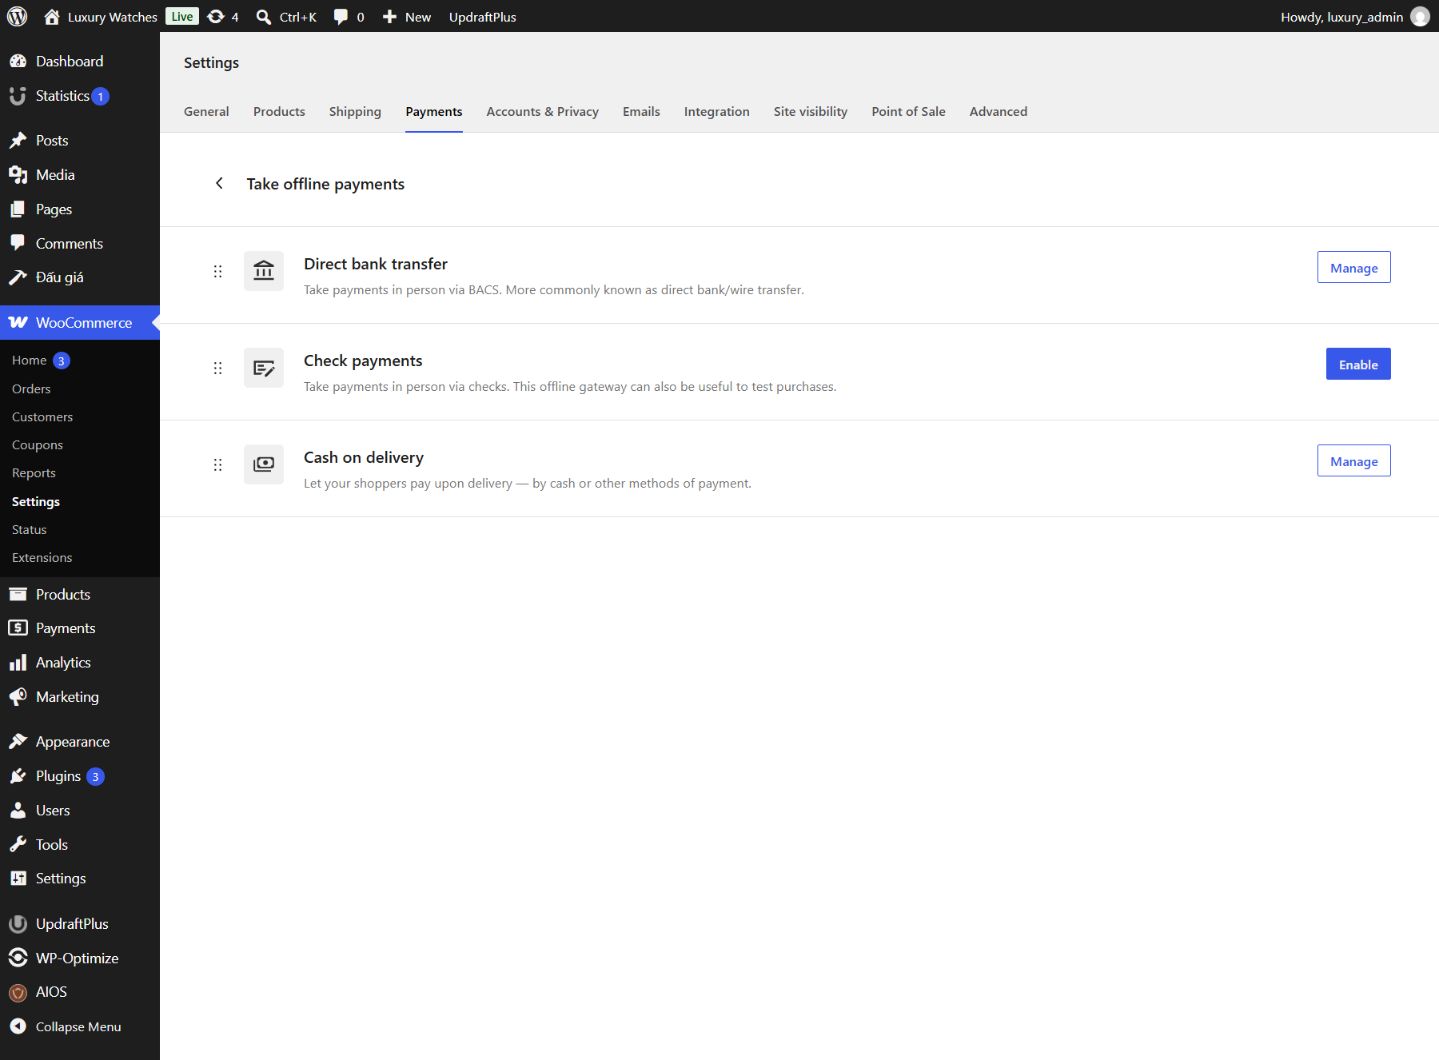 Luxury Watches Live 4 Ctrl+K 0 New UpdraftPlus Howdy, luxury_admin
Dashboard
Statistics 1
Posts
Media
Pages
Comments
Đấu giá
WooCommerce
Home 3
Orders
Customers
Coupons
Reports
Settings
Status
Extensions
Products
Payments
Analytics
Marketing
Appearance
Plugins 3
Users
Tools
Settings
UpdraftPlus
WP-Optimize
AIOS
Collapse Menu
Settings
General Products Shipping Payments Accounts & Privacy Emails Integration Site visibility Point of Sale Advanced
Take offline payments
Direct bank transfer
Take payments in person via BACS. More commonly known as direct bank/wire transfer.
Manage
Check payments
Take payments in person via checks. This offline gateway can also be useful to test purchases.
Enable
Cash on delivery
Let your shoppers pay upon delivery — by cash or other methods of payment.
Manage